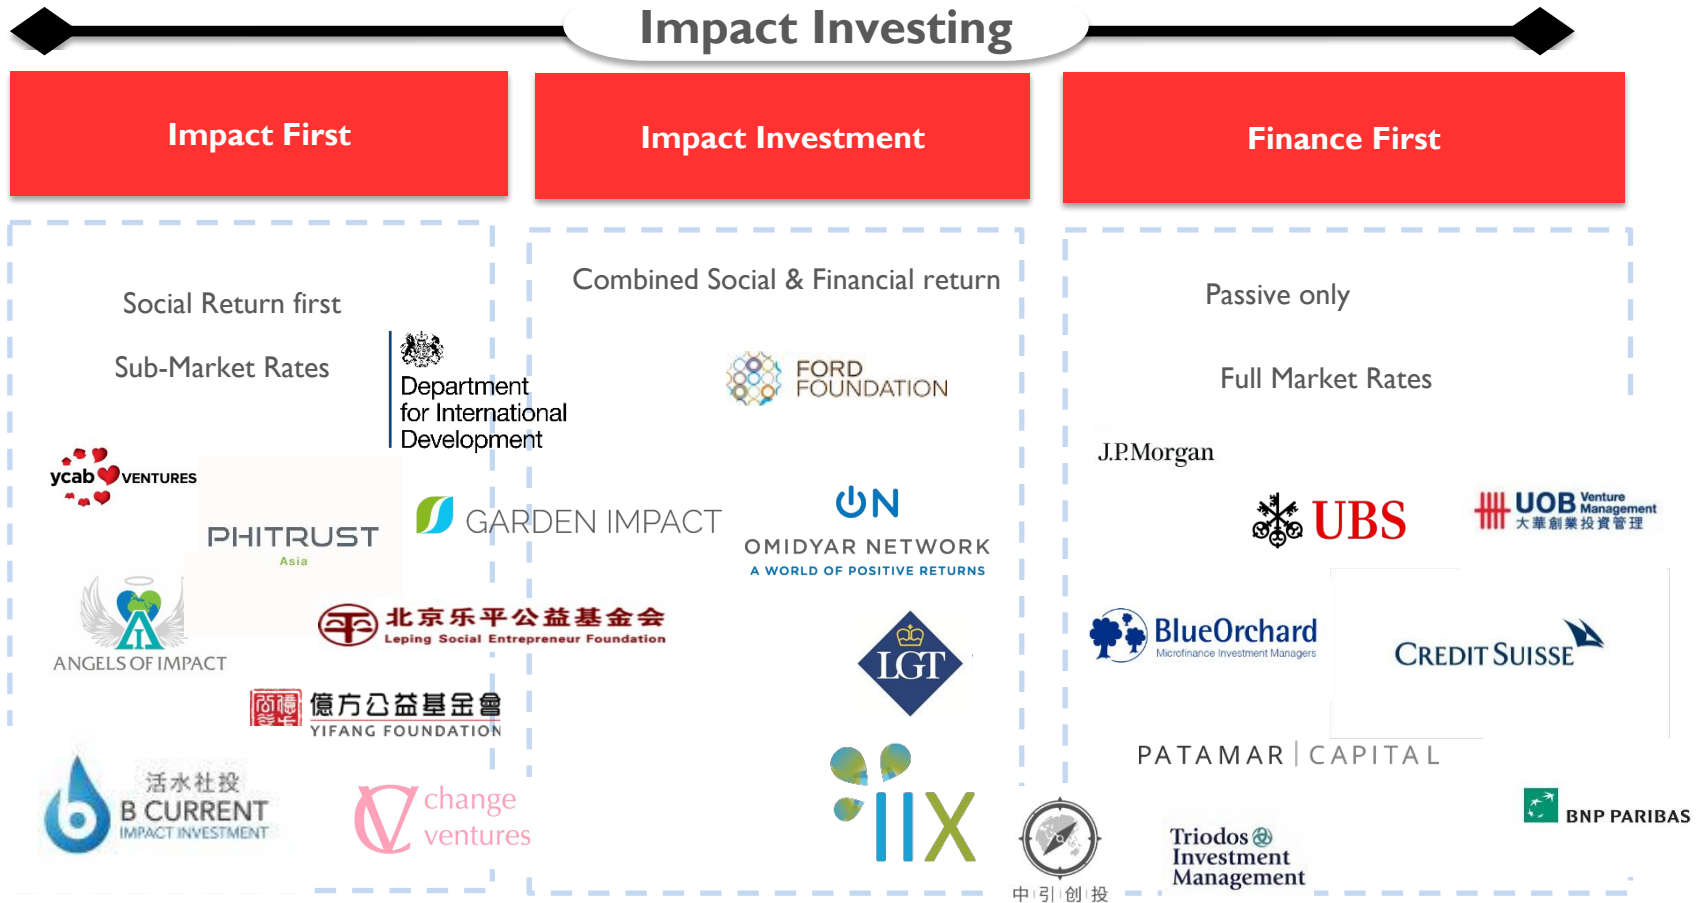 Impact Investing
Impact First
Impact Investment
Finance First
Social Return first
Sub-Market Rates
Department
for International
Development
ycab VENTURES
PHITRUST
Asia
GARDEN IMPACT
AI
ANGELS OF IMPACT
北京乐平公益基金会
Leping Social Entrepreneur Foundation
億方公益基金會
YIFANG FOUNDATION
活水社投
B CURRENT
IMPACT INVESTMENT
CV
change
ventures
Combined Social & Financial return
FORD
FOUNDATION
ON
OMIDYAR NETWORK
A WORLD OF POSITIVE RETURNS
LGT
IIX
中引创投
Passive only
Full Market Rates
J.P.Morgan
UBS
UOB Venture
Management
大華創業投資管理
BlueOrchard
Microfinance Investment Managers
CREDIT SUISSE
PATAMAR | CAPITAL
Triodos
Investment
Management
BNP PARIBAS